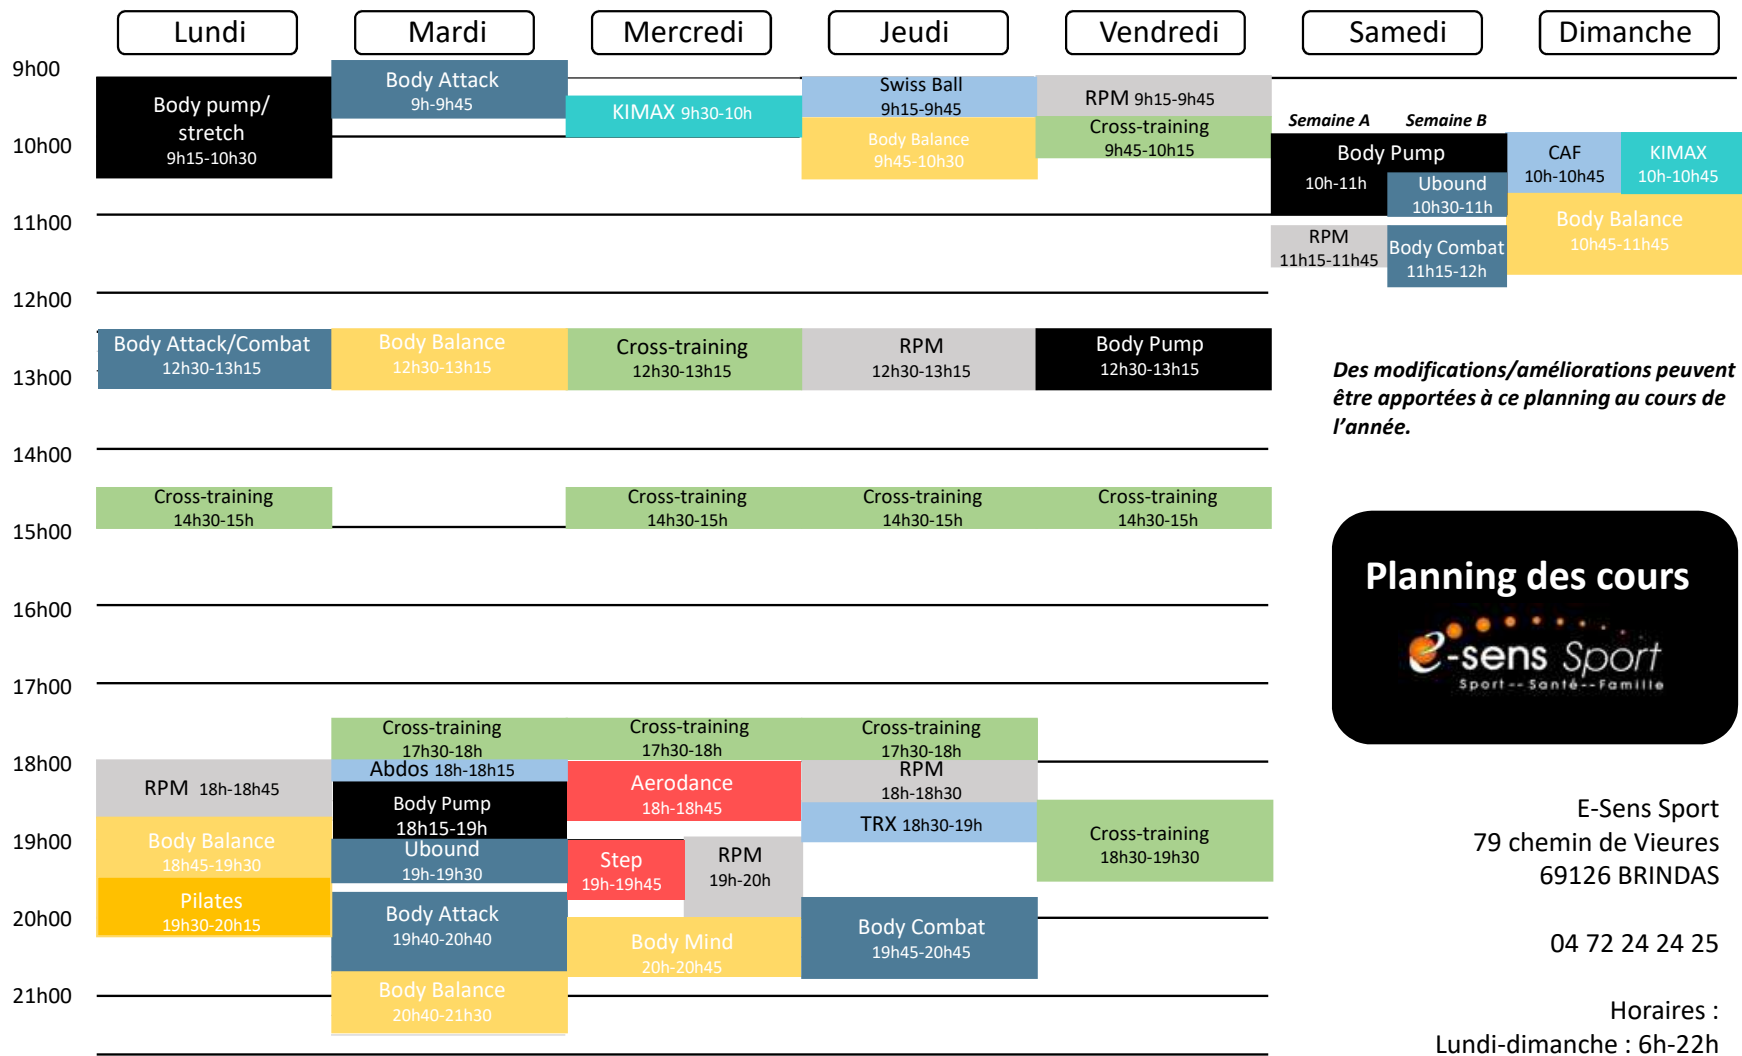 Lundi
Mardi
Mercredi
Jeudi
Vendredi
Samedi
Dimanche
9h00
10h00
11h00
12h00
13h00
14h00
15h00
16h00
17h00
18h00
19h00
20h00
21h00
Body pump/
stretch
9h15-10h30
Body Attack/Combat
12h30-13h15
Cross-training
14h30-15h
RPM 18h-18h45
Body Balance
18h45-19h30
Pilates
19h30-20h15
Body Attack
9h-9h45
Body Balance
12h30-13h15
Cross-training
17h30-18h
Abdos 18h-18h15
Body Pump
18h15-19h
Ubound
19h-19h30
Body Attack
19h40-20h40
Body Balance
20h40-21h30
KIMAX 9h30-10h
Cross-training
12h30-13h15
Cross-training
14h30-15h
Cross-training
17h30-18h
Aerodance
18h-18h45
Step
19h-19h45
RPM
19h-20h
Body Mind
20h-20h45
Swiss Ball
9h15-9h45
Body Balance
9h45-10h30
RPM
12h30-13h15
Cross-training
14h30-15h
Cross-training
17h30-18h
RPM
18h-18h30
TRX 18h30-19h
Body Combat
19h45-20h45
RPM 9h15-9h45
Cross-training
9h45-10h15
Body Pump
12h30-13h15
Cross-training
14h30-15h
Cross-training
18h30-19h30
Semaine A
Semaine B
Body Pump
10h-11h
Ubound
10h30-11h
RPM
11h15-11h45
Body Combat
11h15-12h
CAF
10h-10h45
KIMAX
10h-10h45
Body Balance
10h45-11h45
Des modifications/améliorations peuvent
être apportées à ce planning au cours de
l'année.
Planning des cours
e-sens Sport
Sport--Santé--Famille
E-Sens Sport
79 chemin de Vieures
69126 BRINDAS
04 72 24 24 25
Horaires :
Lundi-dimanche : 6h-22h